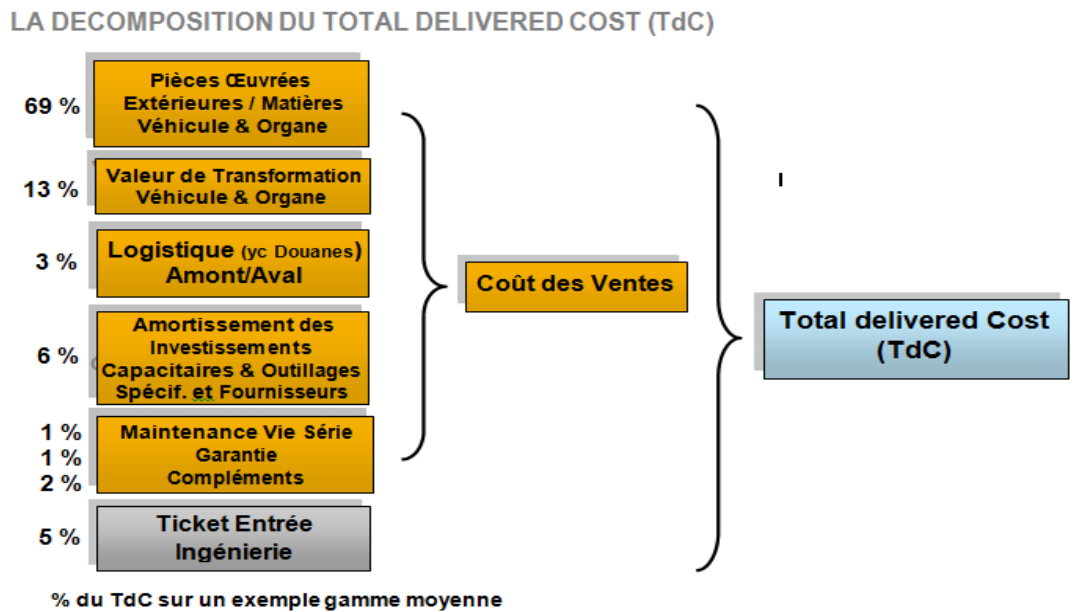 LA DECOMPOSITION DU TOTAL DELIVERED COST (TdC)
69 %
Pièces Œuvrées
Extérieures / Matières
Véhicule & Organe
13 %
Valeur de Transformation
Véhicule & Organe
3 %
Logistique (yc Douanes)
Amont/Aval
6 %
Amortissement des
Investissements
Capacitaires & Outillages
Spécif. et Fournisseurs
1 %
Maintenance Vie Série
1 %
Garantie
2 %
Compléments
5 %
Ticket Entrée
Ingénierie
Coût des Ventes
Total delivered Cost
(TdC)
I
% du TdC sur un exemple gamme moyenne